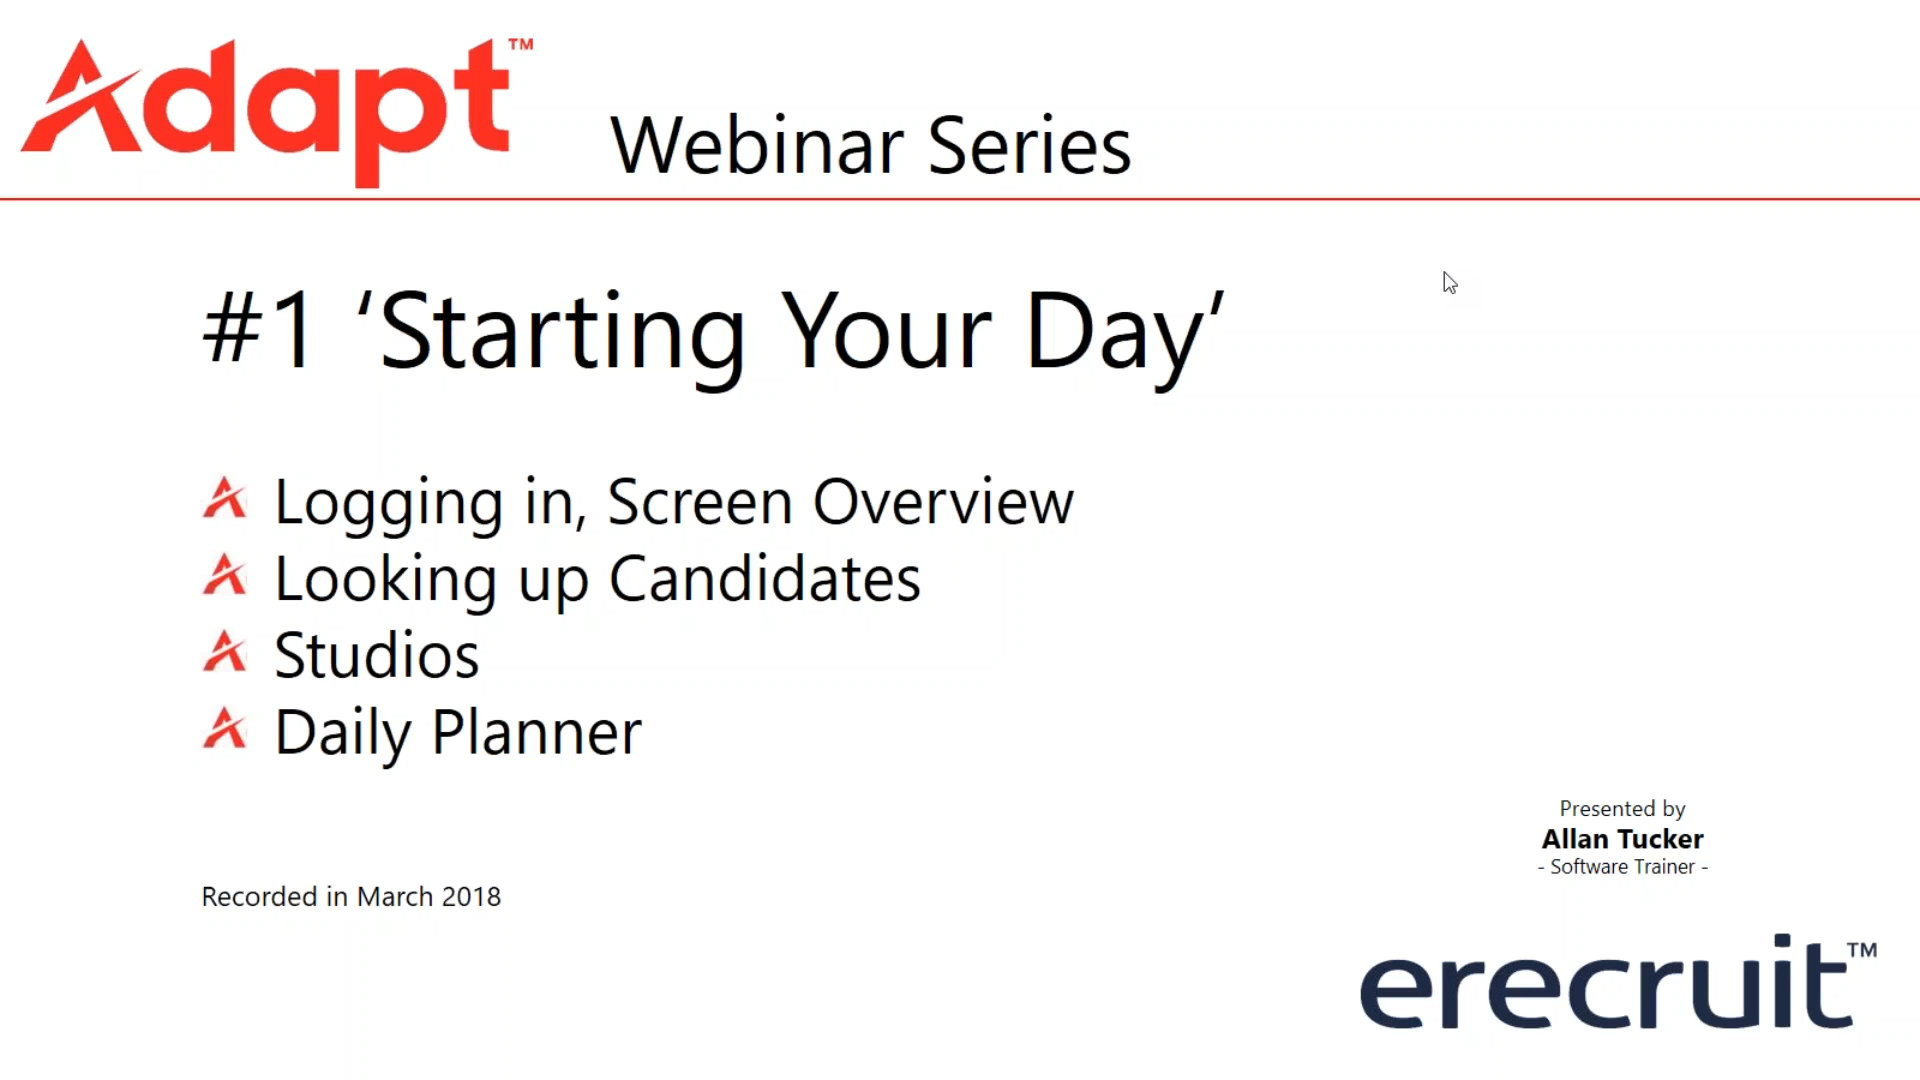 Adapt™
Webinar Series
#1 ‘Starting Your Day’
Logging in, Screen Overview
Looking up Candidates
Studios
Daily Planner
Presented by
Allan Tucker
- Software Trainer -
Recorded in March 2018
erecruit™